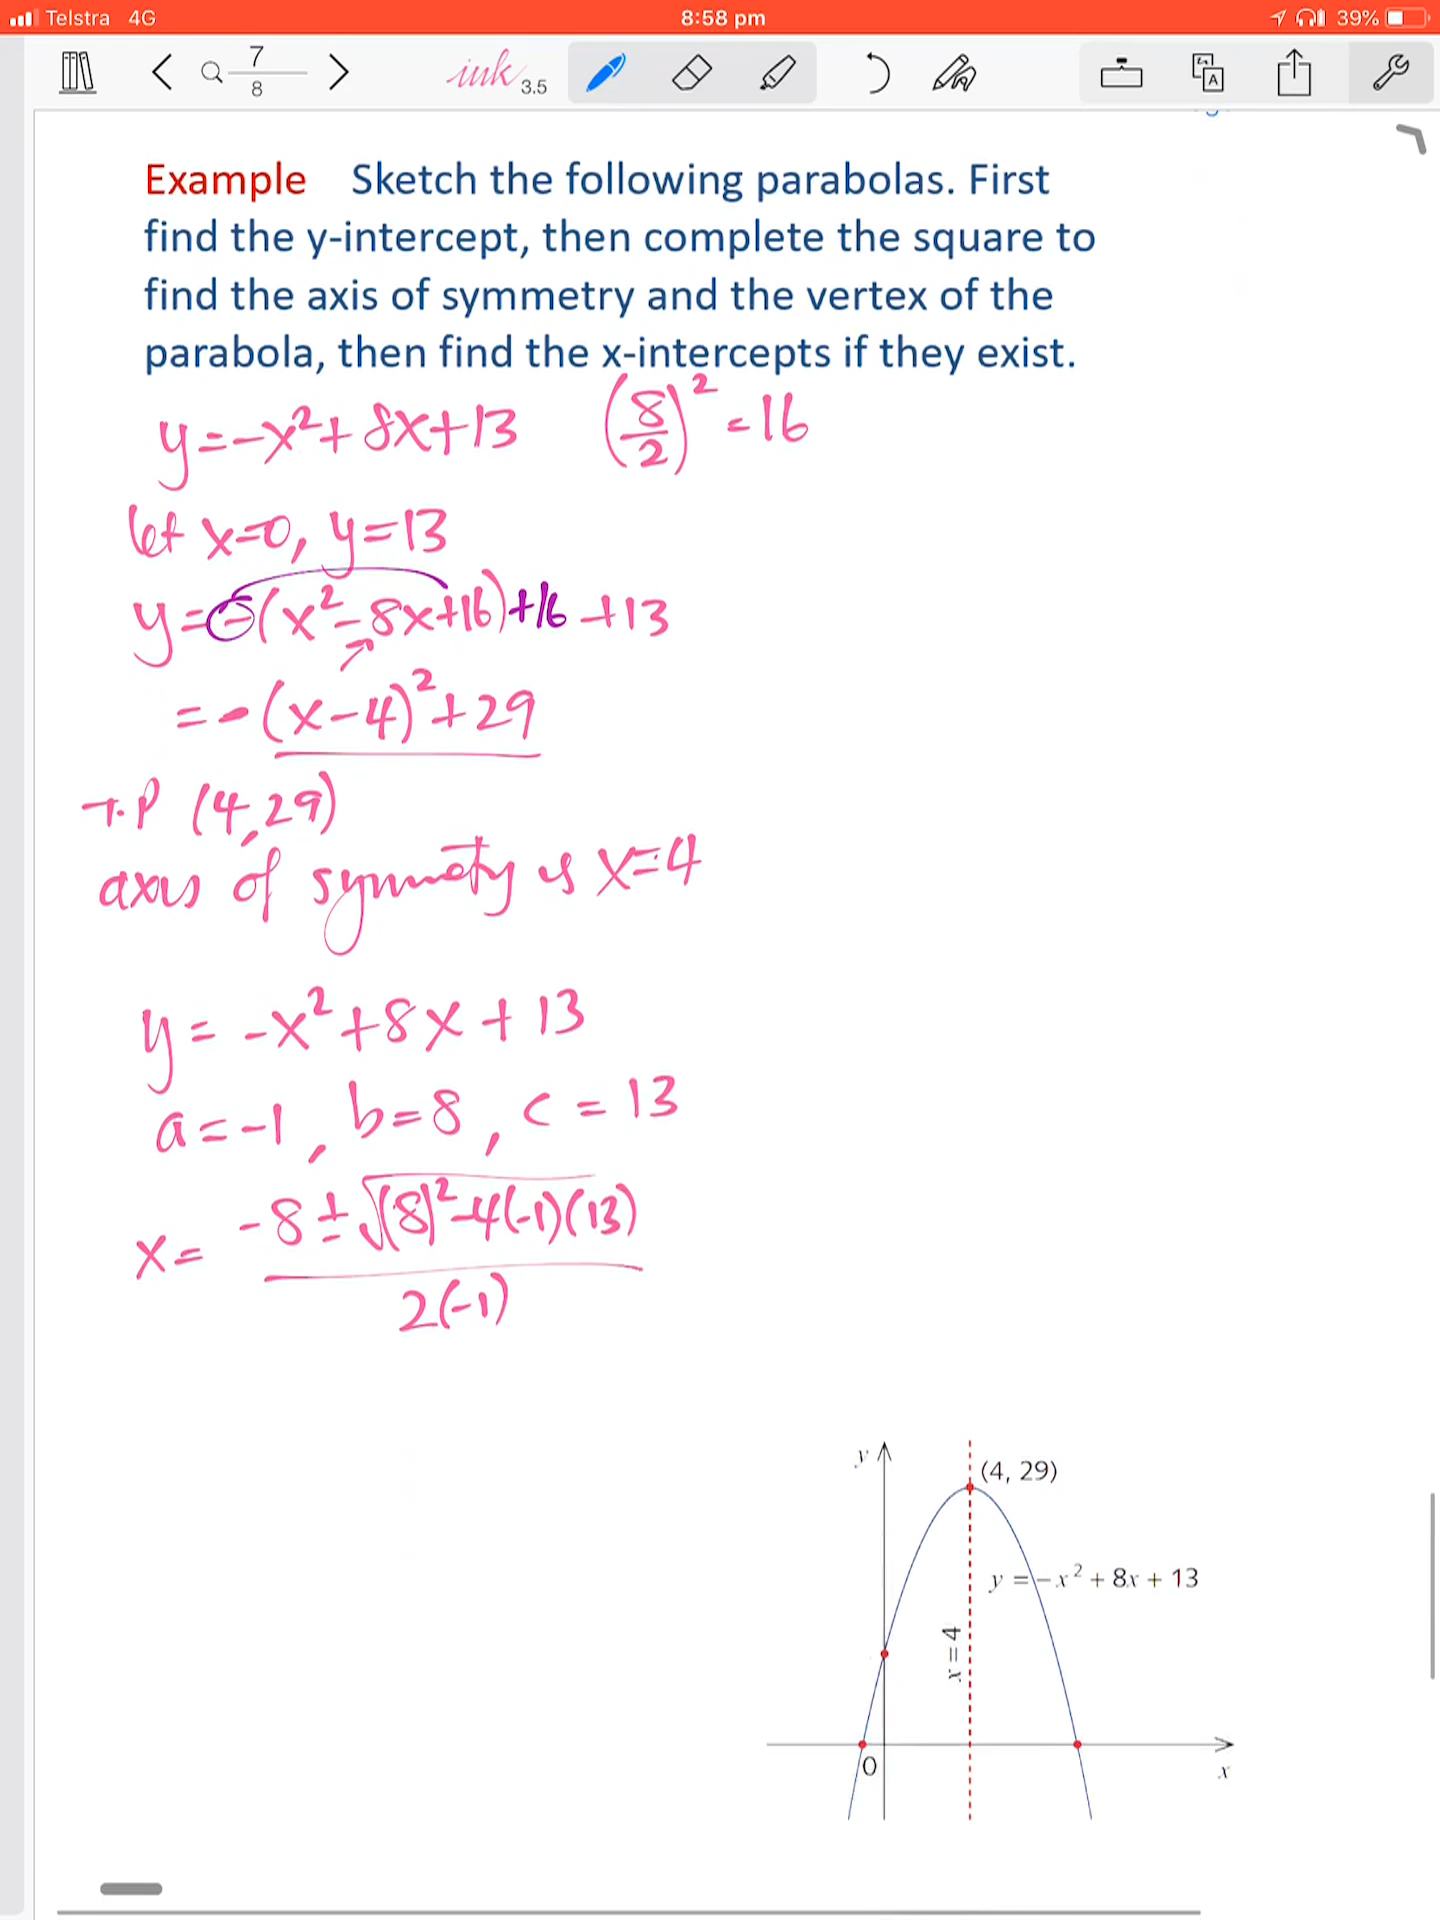 Telstra 4G 8:58 pm 39%
7
8
ink 3.5
Example Sketch the following parabolas. First
find the y-intercept, then complete the square to
find the axis of symmetry and the vertex of the
parabola, then find the x-intercepts if they exist.
y=-x²+8x+13 (8/2)²=16
let x=0, y=13
y=-(x²-8x+16)+16+13
=-(x-4)²+29
T.P (4,29)
axis of symmetry is x=4
y=-x²+8x+13
a=-1, b=8, c=13
x= -8±√(8)²-4(-1)(13)
2(-1)
y
(4, 29)
y = -x² + 8x + 13
x = 4
0
x